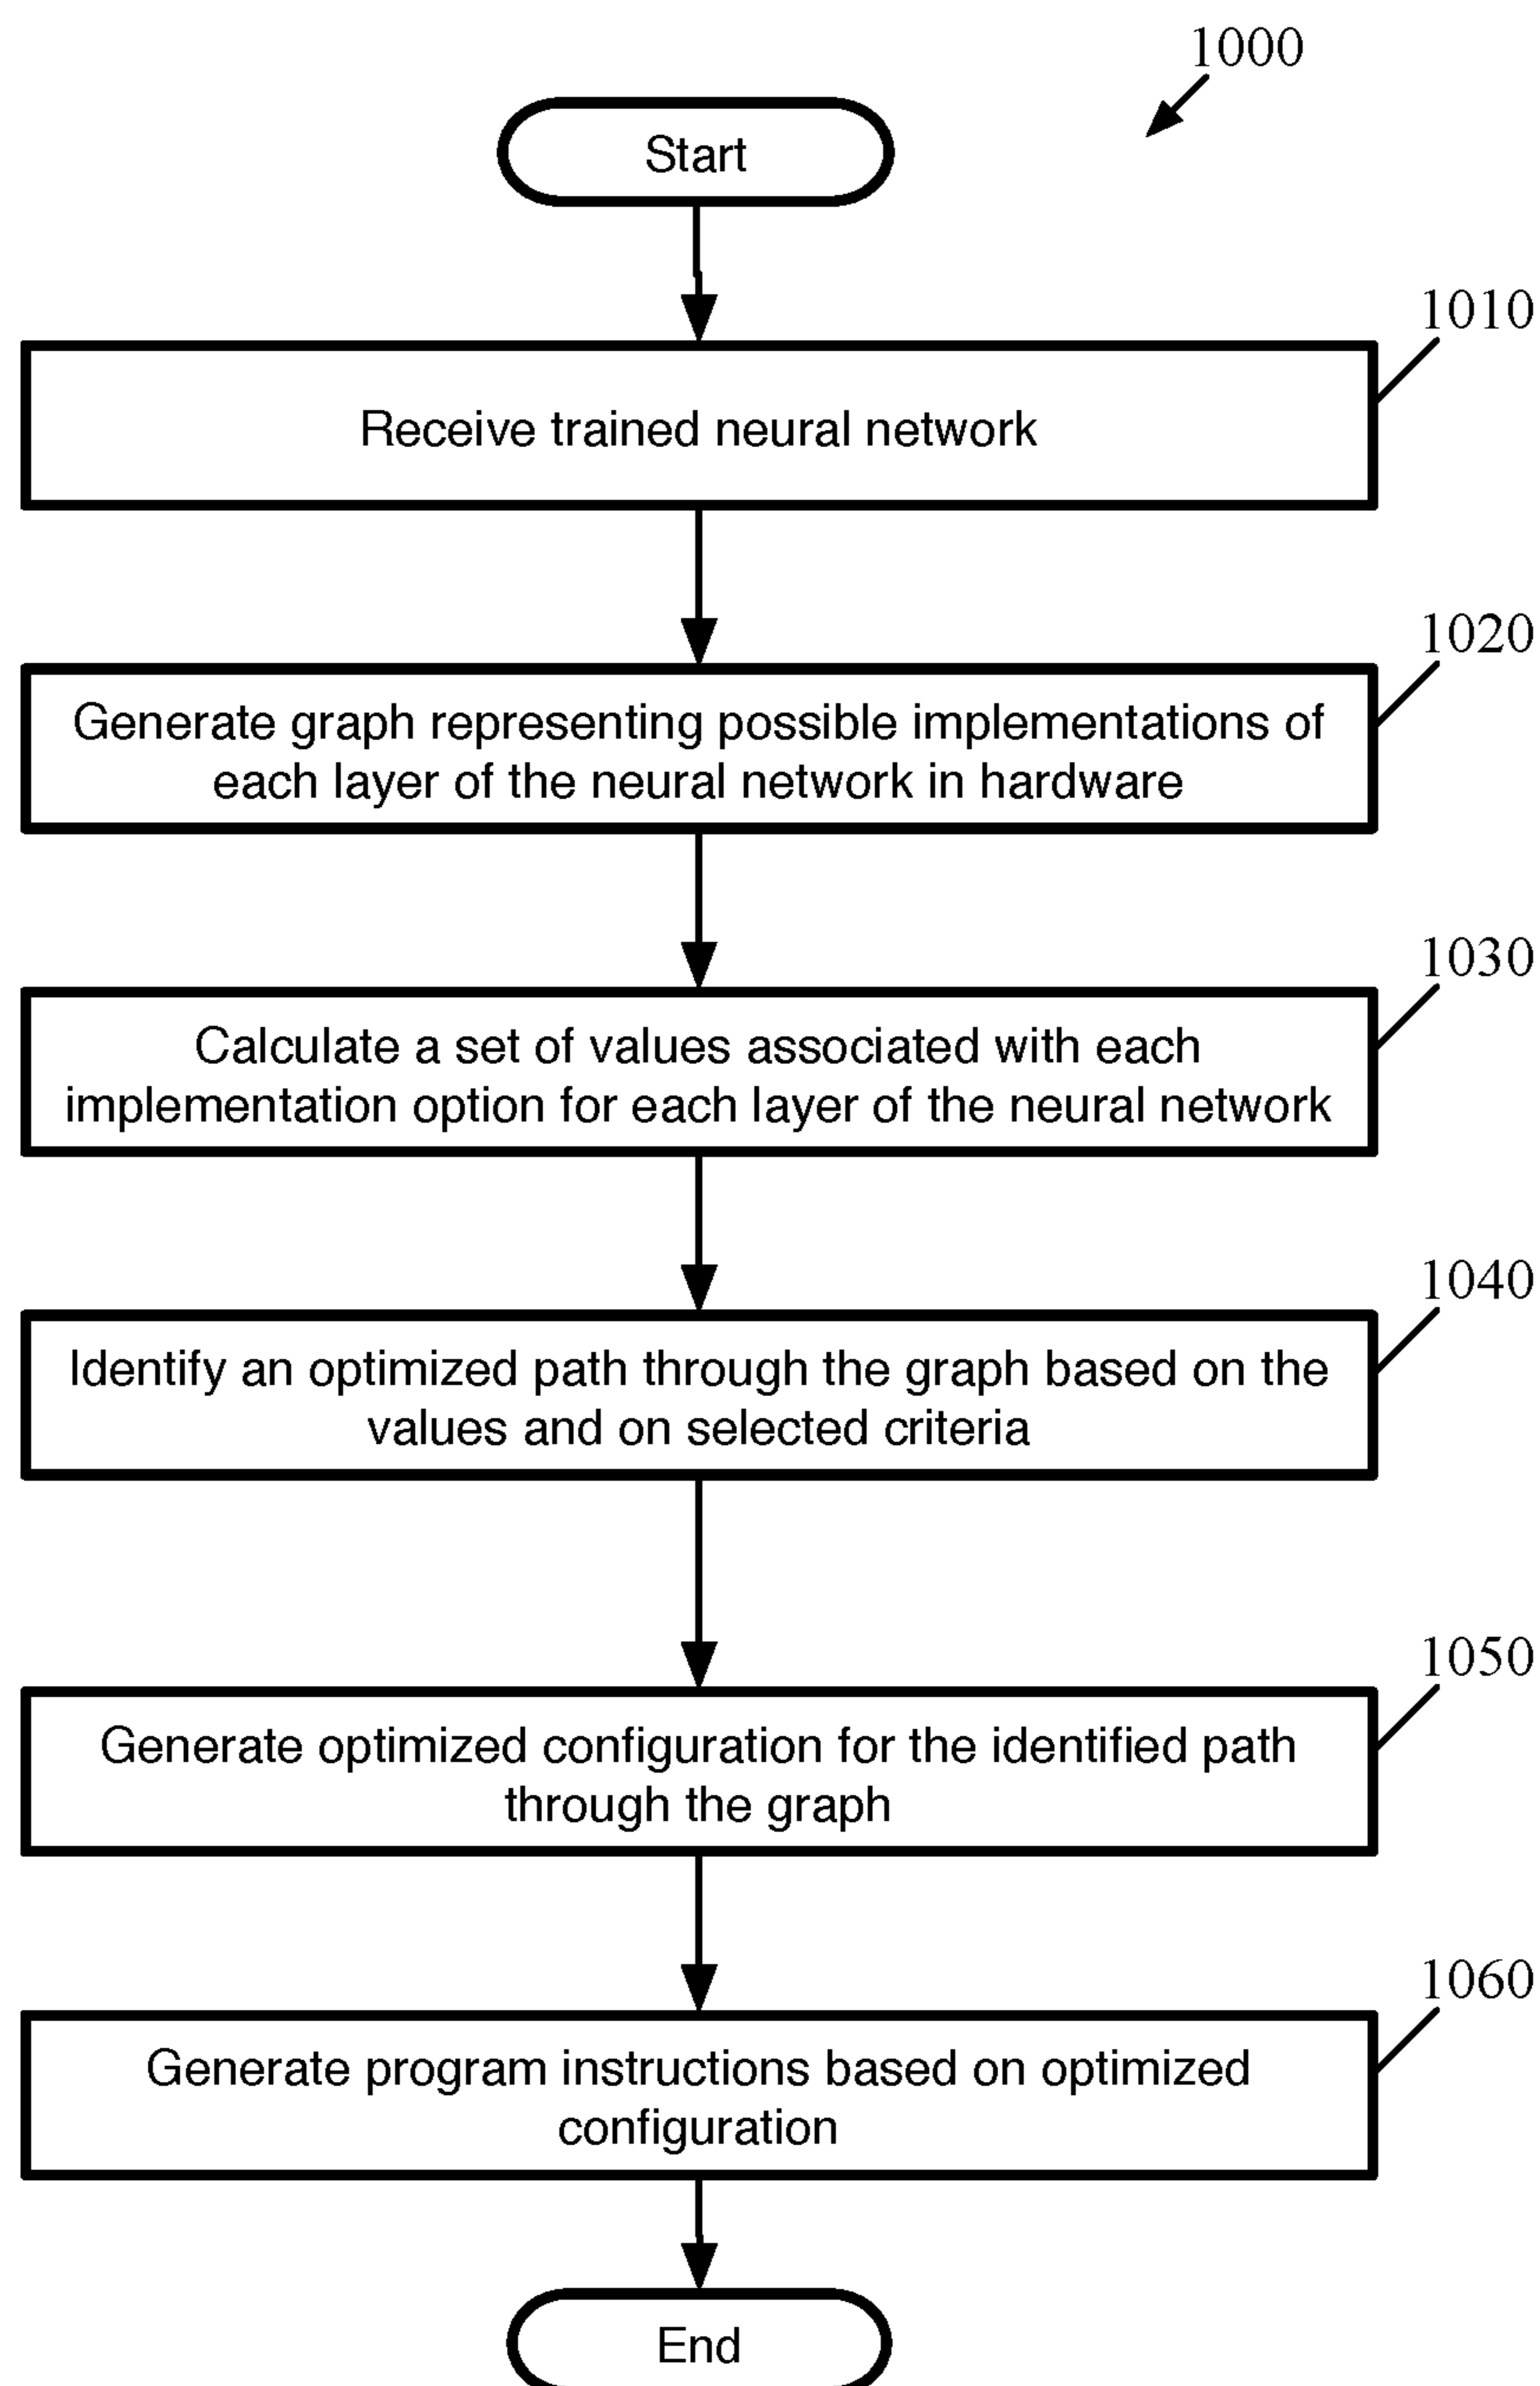 1000
Start
1010
Receive trained neural network
1020
Generate graph representing possible implementations of
each layer of the neural network in hardware
1030
Calculate a set of values associated with each
implementation option for each layer of the neural network
1040
Identify an optimized path through the graph based on the
values and on selected criteria
1050
Generate optimized configuration for the identified path
through the graph
1060
Generate program instructions based on optimized
configuration
End